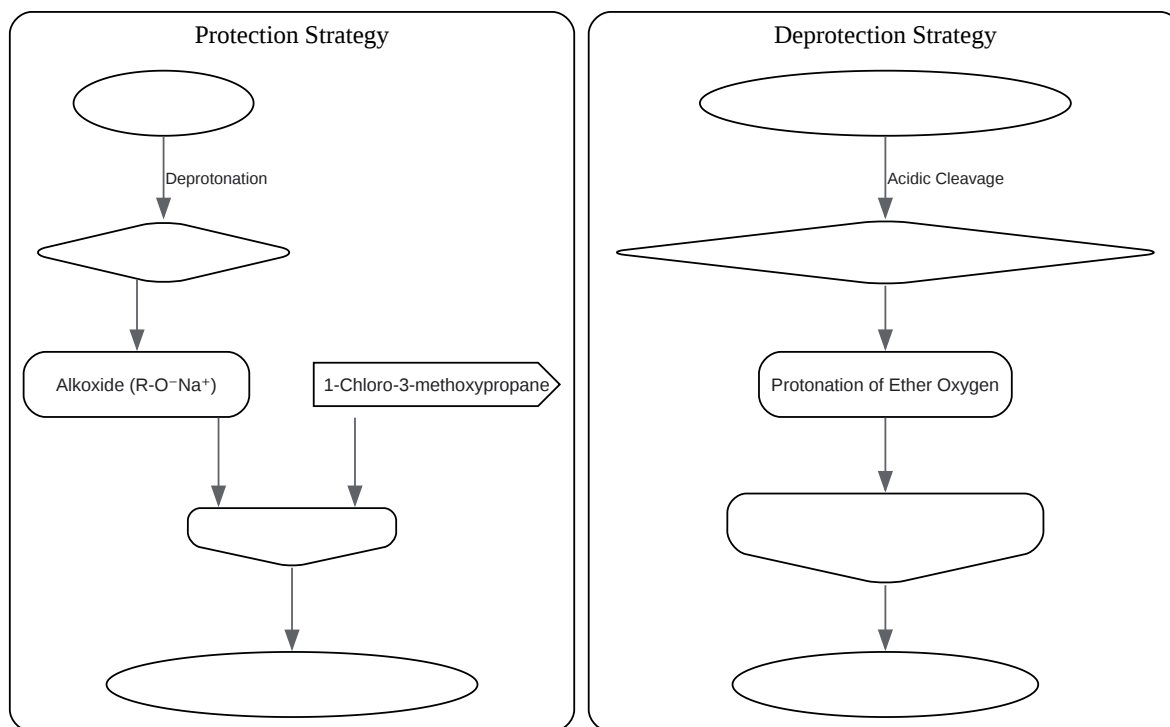 Protection Strategy
Deprotonation
Alkoxide (R-O⁻Na⁺)
1-Chloro-3-methoxypropane
Deprotection Strategy
Acidic Cleavage
Protonation of Ether Oxygen